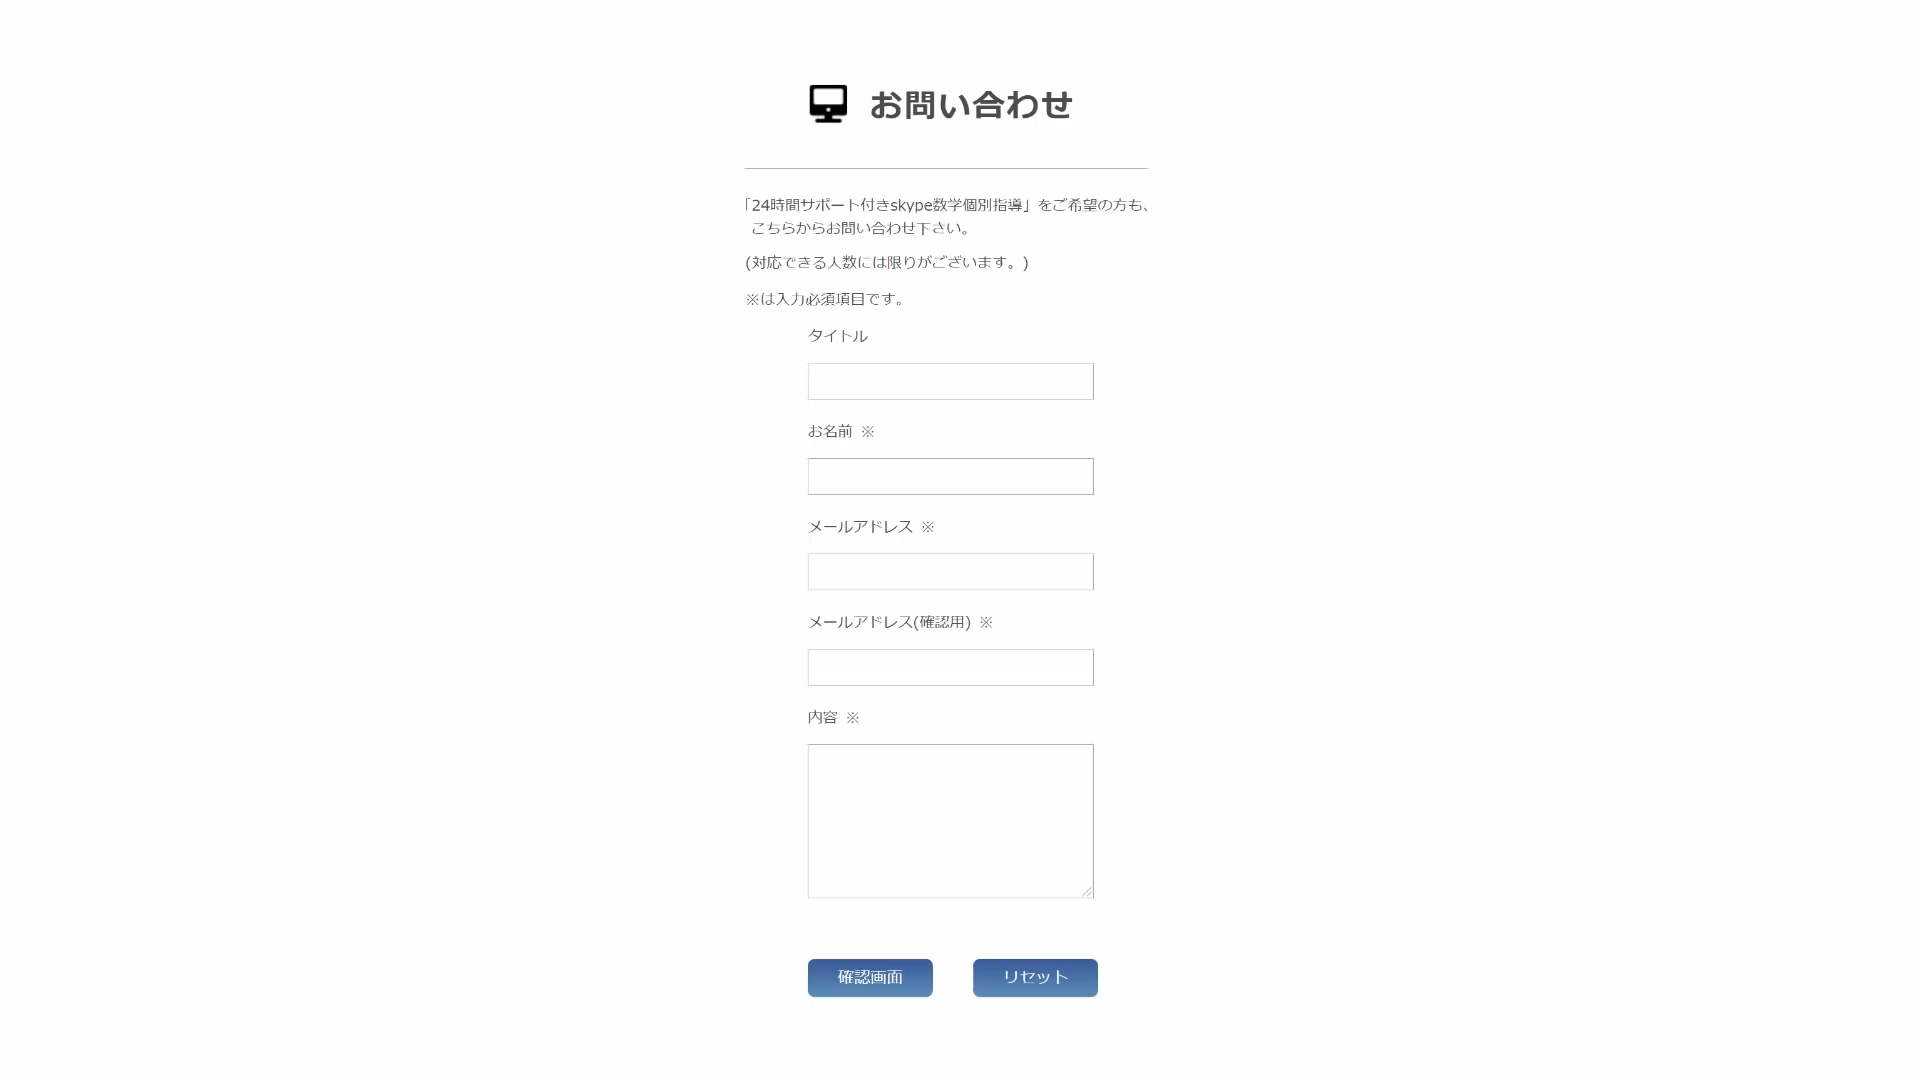 お問い合わせ
「24時間サポート付きskype数学個別指導」をご希望の方も、
こちらからお問い合わせ下さい。
(対応できる人数には限りがございます。)
※は入力必須項目です。
タイトル
お名前 ※
メールアドレス ※
メールアドレス(確認用) ※
内容 ※
確認画面 リセット